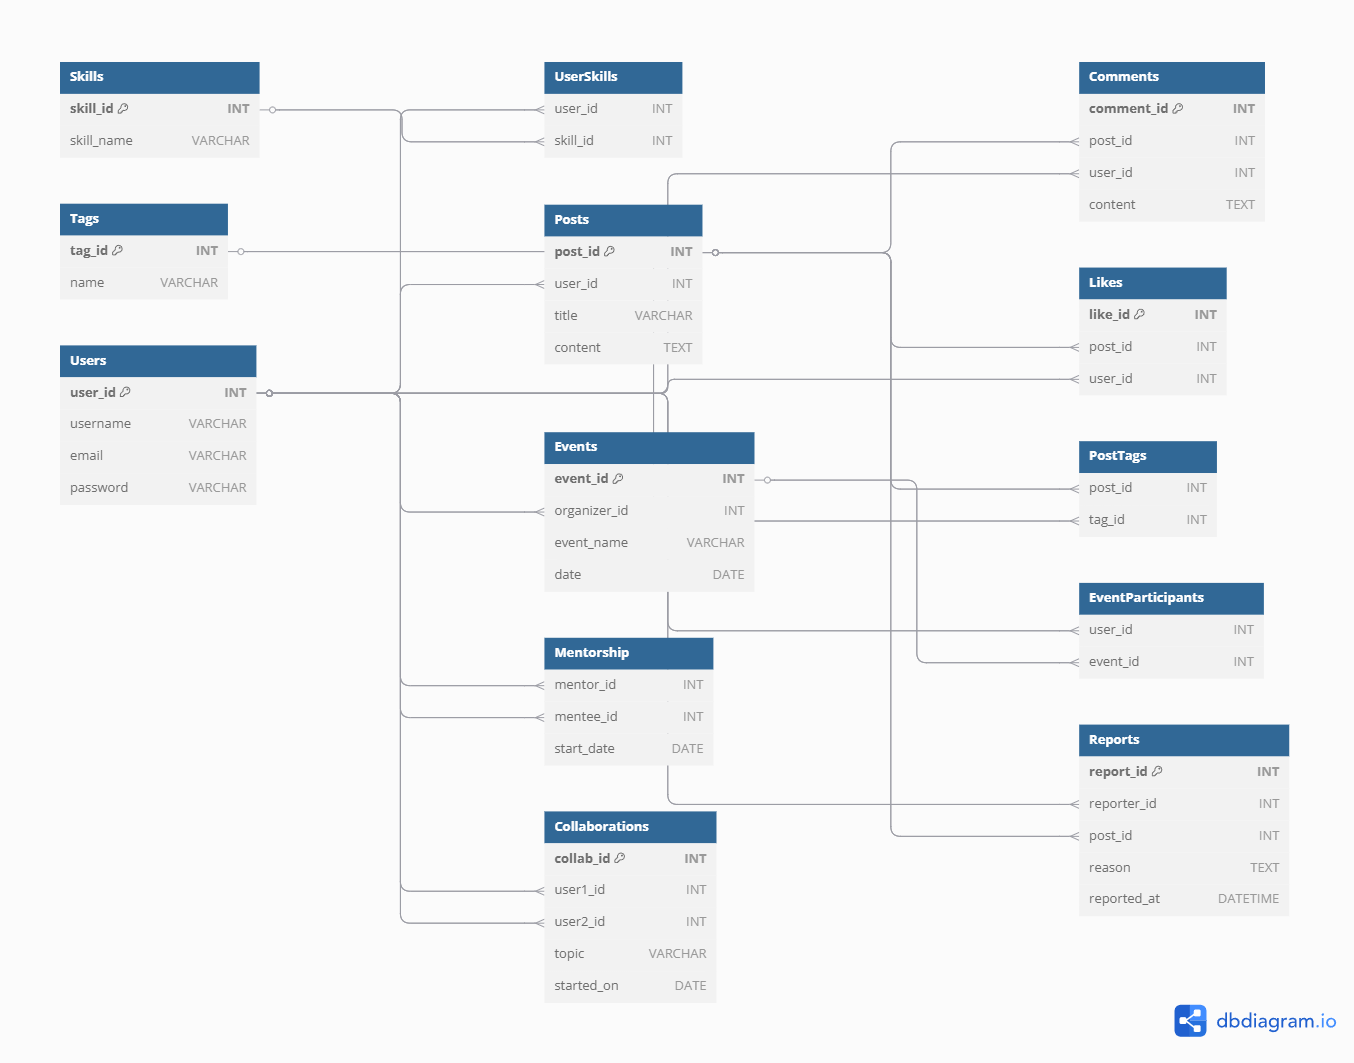 Skills
skill_id INT
skill_name VARCHAR
Tags
tag_id INT
name VARCHAR
Users
user_id INT
username VARCHAR
email VARCHAR
password VARCHAR
UserSkills
user_id INT
skill_id INT
Posts
post_id INT
user_id INT
title VARCHAR
content TEXT
Events
event_id INT
organizer_id INT
event_name VARCHAR
date DATE
Mentorship
mentor_id INT
mentee_id INT
start_date DATE
Collaborations
collab_id INT
user1_id INT
user2_id INT
topic VARCHAR
started_on DATE
Comments
comment_id INT
post_id INT
user_id INT
content TEXT
Likes
like_id INT
post_id INT
user_id INT
PostTags
post_id INT
tag_id INT
EventParticipants
user_id INT
event_id INT
Reports
report_id INT
reporter_id INT
post_id INT
reason TEXT
reported_at DATETIME
dbdiagram.io